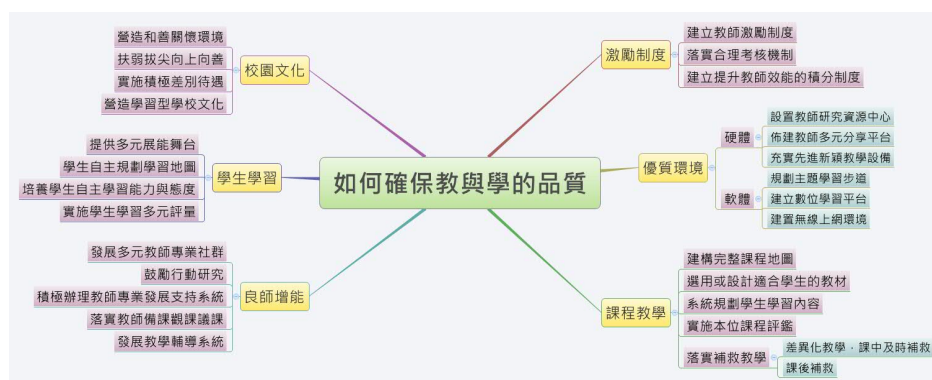 如何確保教與學的品質
激勵制度
建立教師激勵制度
落實合理考核機制
建立提升教師效能的積分制度
優質環境
硬體
設置教師研究資源中心
佈建教師多元分享平台
充實先進新穎教學設備
軟體
規劃主題學習步道
建立數位學習平台
建置無線上網環境
課程教學
建構完整課程地圖
選用或設計適合學生的教材
系統規劃學生學習內容
實施本位課程評鑑
落實補救教學
差異化教學，課中及時補救
課後補救
校園文化
營造和善關懷環境
扶弱拔尖向上向善
實施積極差別待遇
營造學習型學校文化
學生學習
提供多元展能舞台
學生自主規劃學習地圖
培養學生自主學習能力與態度
實施學生學習多元評量
良師增能
發展多元教師專業社群
鼓勵行動研究
積極辦理教師專業發展支持系統
落實教師備課觀課議課
發展教學輔導系統